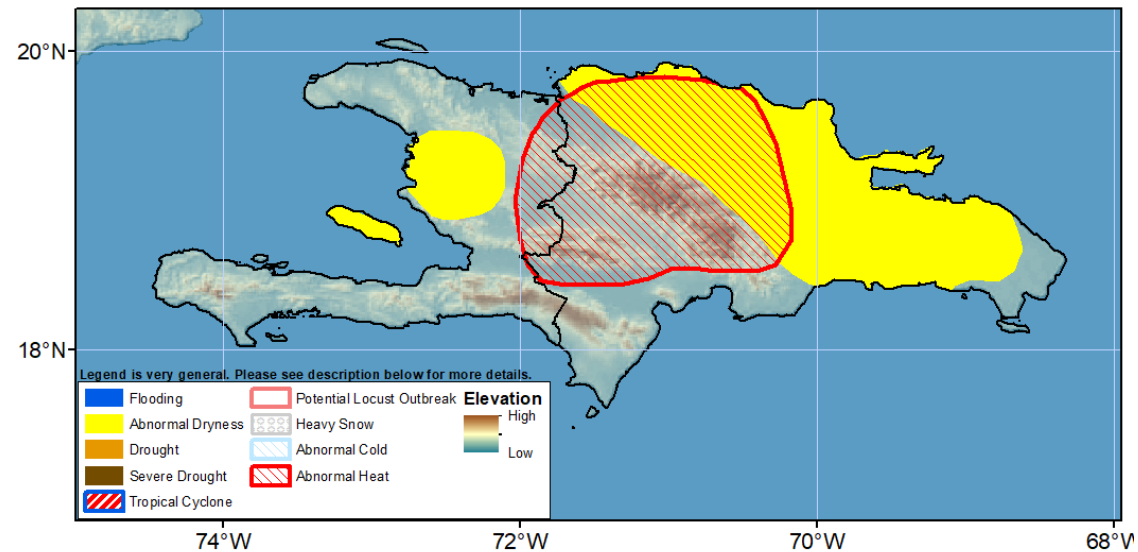 20°N
18°N
Legend is very general. Please see description below for more details.
Flooding
Potential Locust Outbreak
Elevation
Abnormal Dryness
Heavy Snow
High
Drought
Abnormal Cold
Low
Severe Drought
Abnormal Heat
Tropical Cyclone
74°W
72°W
70°W
68°W